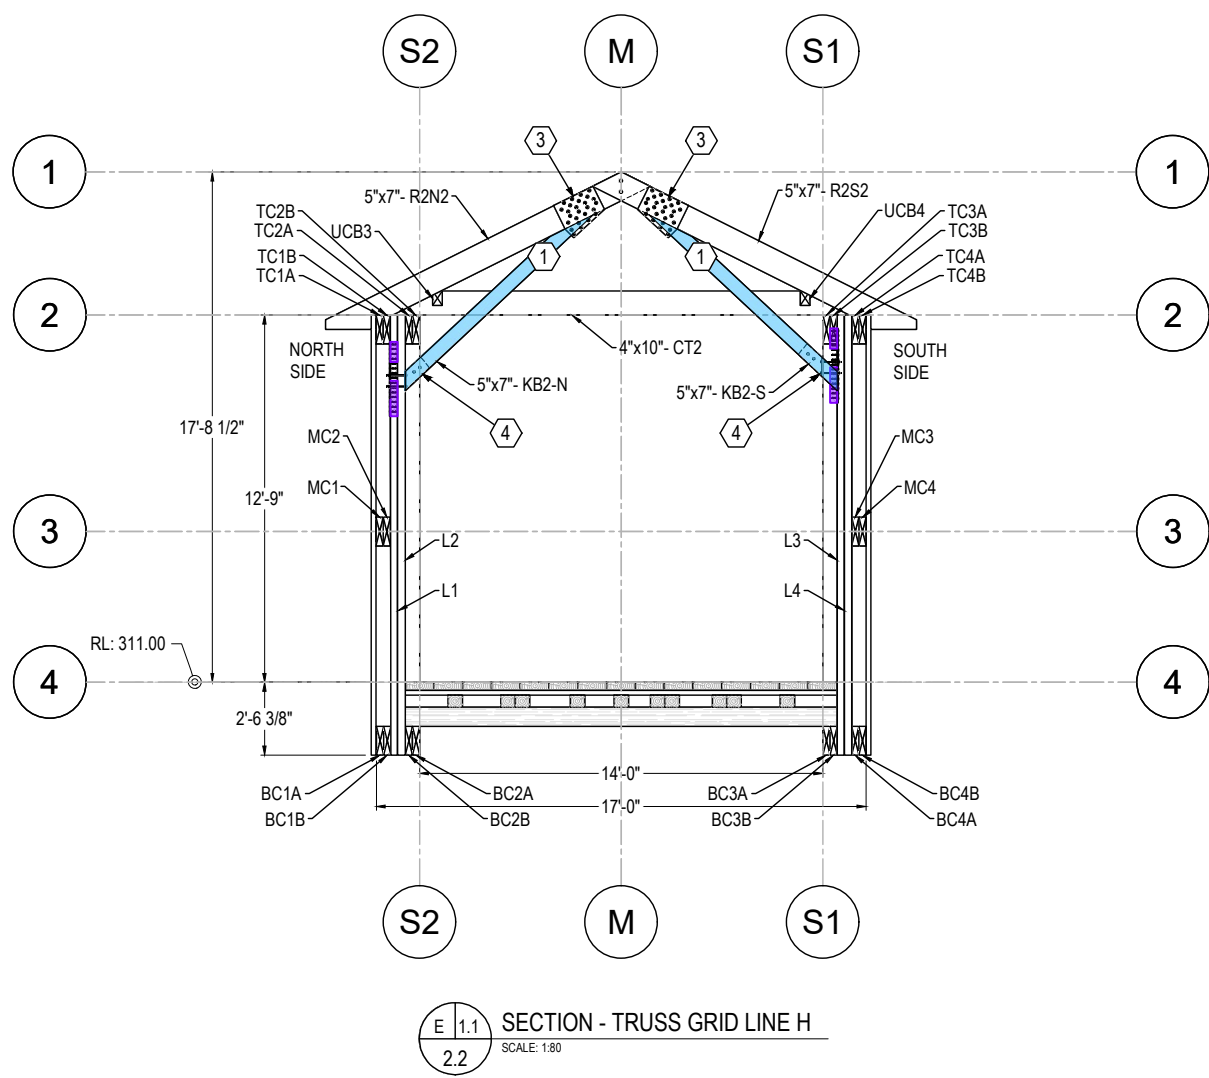 S2
M
S1
3
3
1
1
5"x7"- R2N2
5"x7"- R2S2
TC2B
TC2A
UCB3
UCB4
TC3A
TC3B
TC1B
TC1A
1
1
TC4A
TC4B
2
2
NORTH
SIDE
4"x10"- CT2
SOUTH
SIDE
5"x7"- KB2-N
5"x7"- KB2-S
17'-8 1/2"
4
4
MC2
MC3
12'-9"
MC1
MC4
3
3
L2
L3
L1
L4
RL: 311.00
4
4
2'-6 3/8"
14'-0"
BC1A
BC2A
BC3A
BC4B
17'-0"
BC1B
BC2B
BC3B
BC4A
S2
M
S1
E 1.1
2.2
SECTION - TRUSS GRID LINE H
SCALE: 1:80